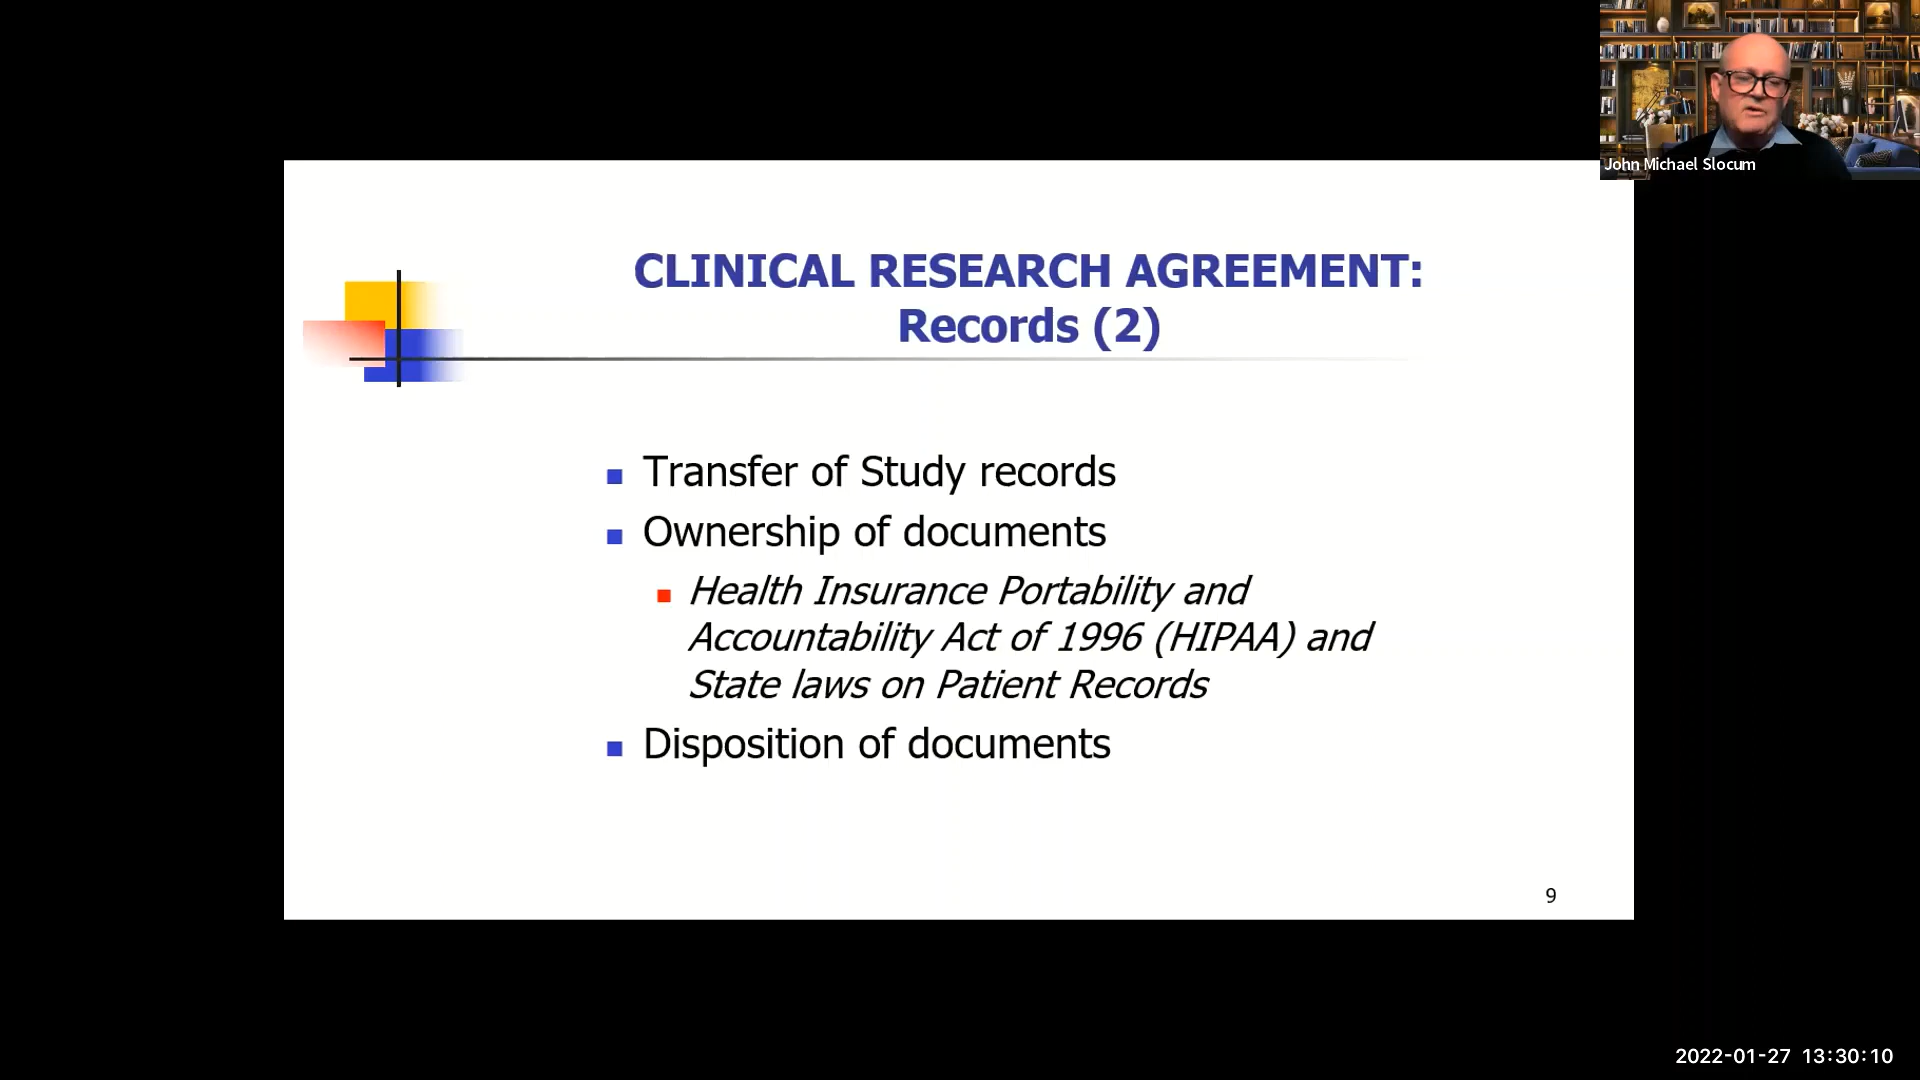 John Michael Slocum
CLINICAL RESEARCH AGREEMENT:
Records (2)
Transfer of Study records
Ownership of documents
Health Insurance Portability and
Accountability Act of 1996 (HIPAA) and
State laws on Patient Records
Disposition of documents
9
2022-01-27 13:30:10